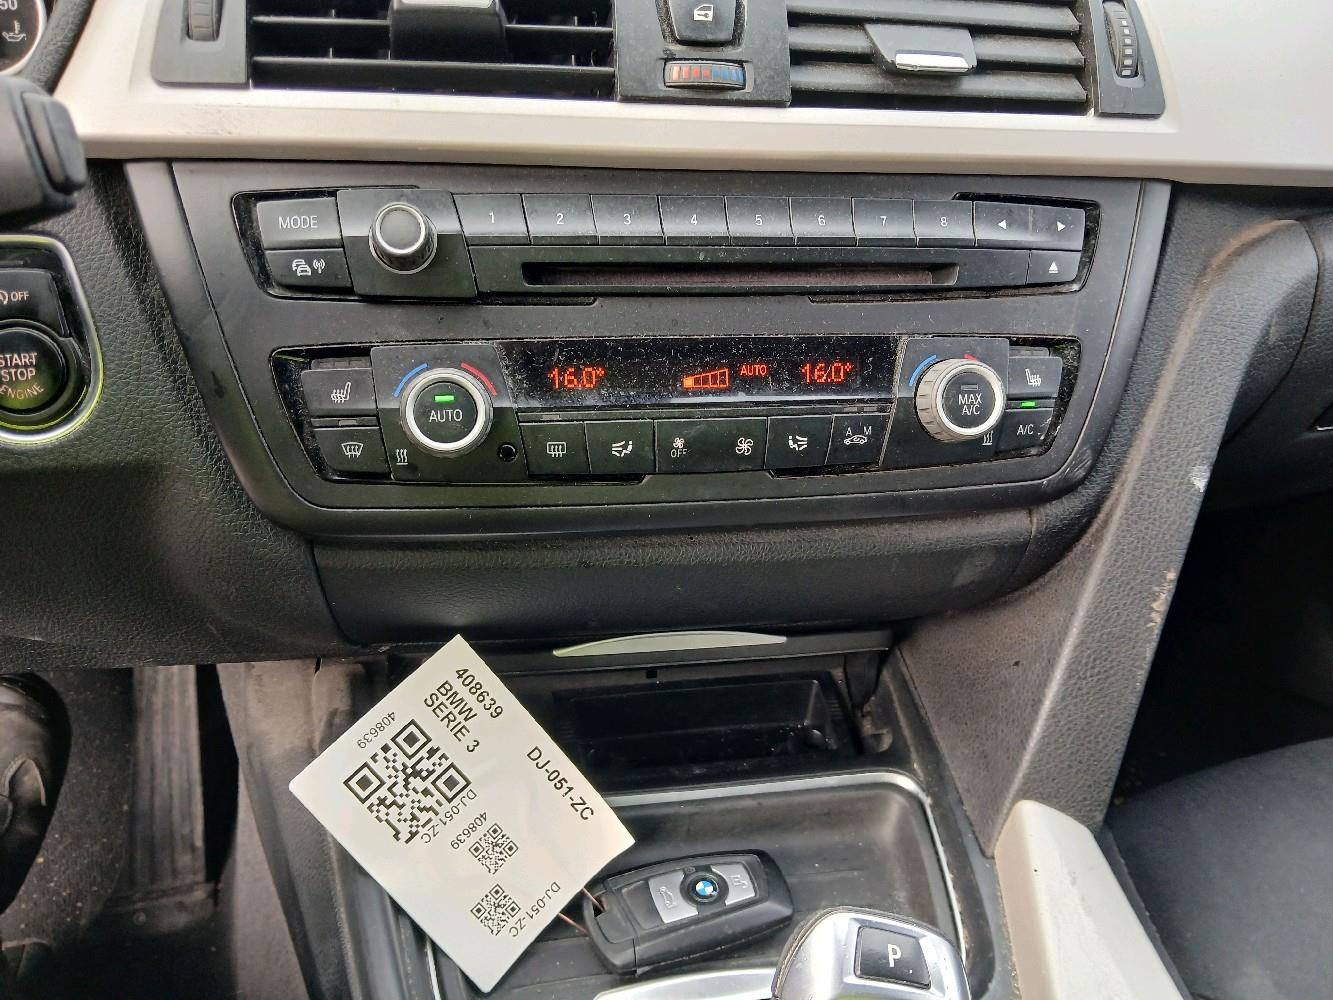 50
MODE
1 2 3 4 5 6 7 8
OFF
START
STOP
ENGINE
16.0°
AUTO
16.0°
AUTO
MAX
A/C
A/C
OFF
A M
408639
BMW
SERIE 3
DJ-051-ZC
408639
DJ-051-ZC
408639
DJ-051-ZC
P